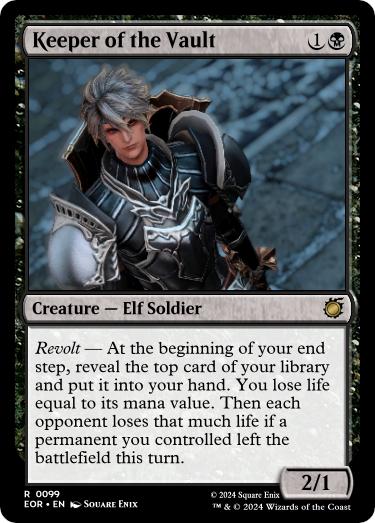 Keeper of the Vault 1
Creature — Elf Soldier
Revolt — At the beginning of your end
step, reveal the top card of your library
and put it into your hand. You lose life
equal to its mana value. Then each
opponent loses that much life if a
permanent you controlled left the
battlefield this turn.
2/1
R 0099
EOR • EN Square Enix
© 2024 Square Enix
™ & © 2024 Wizards of the Coast